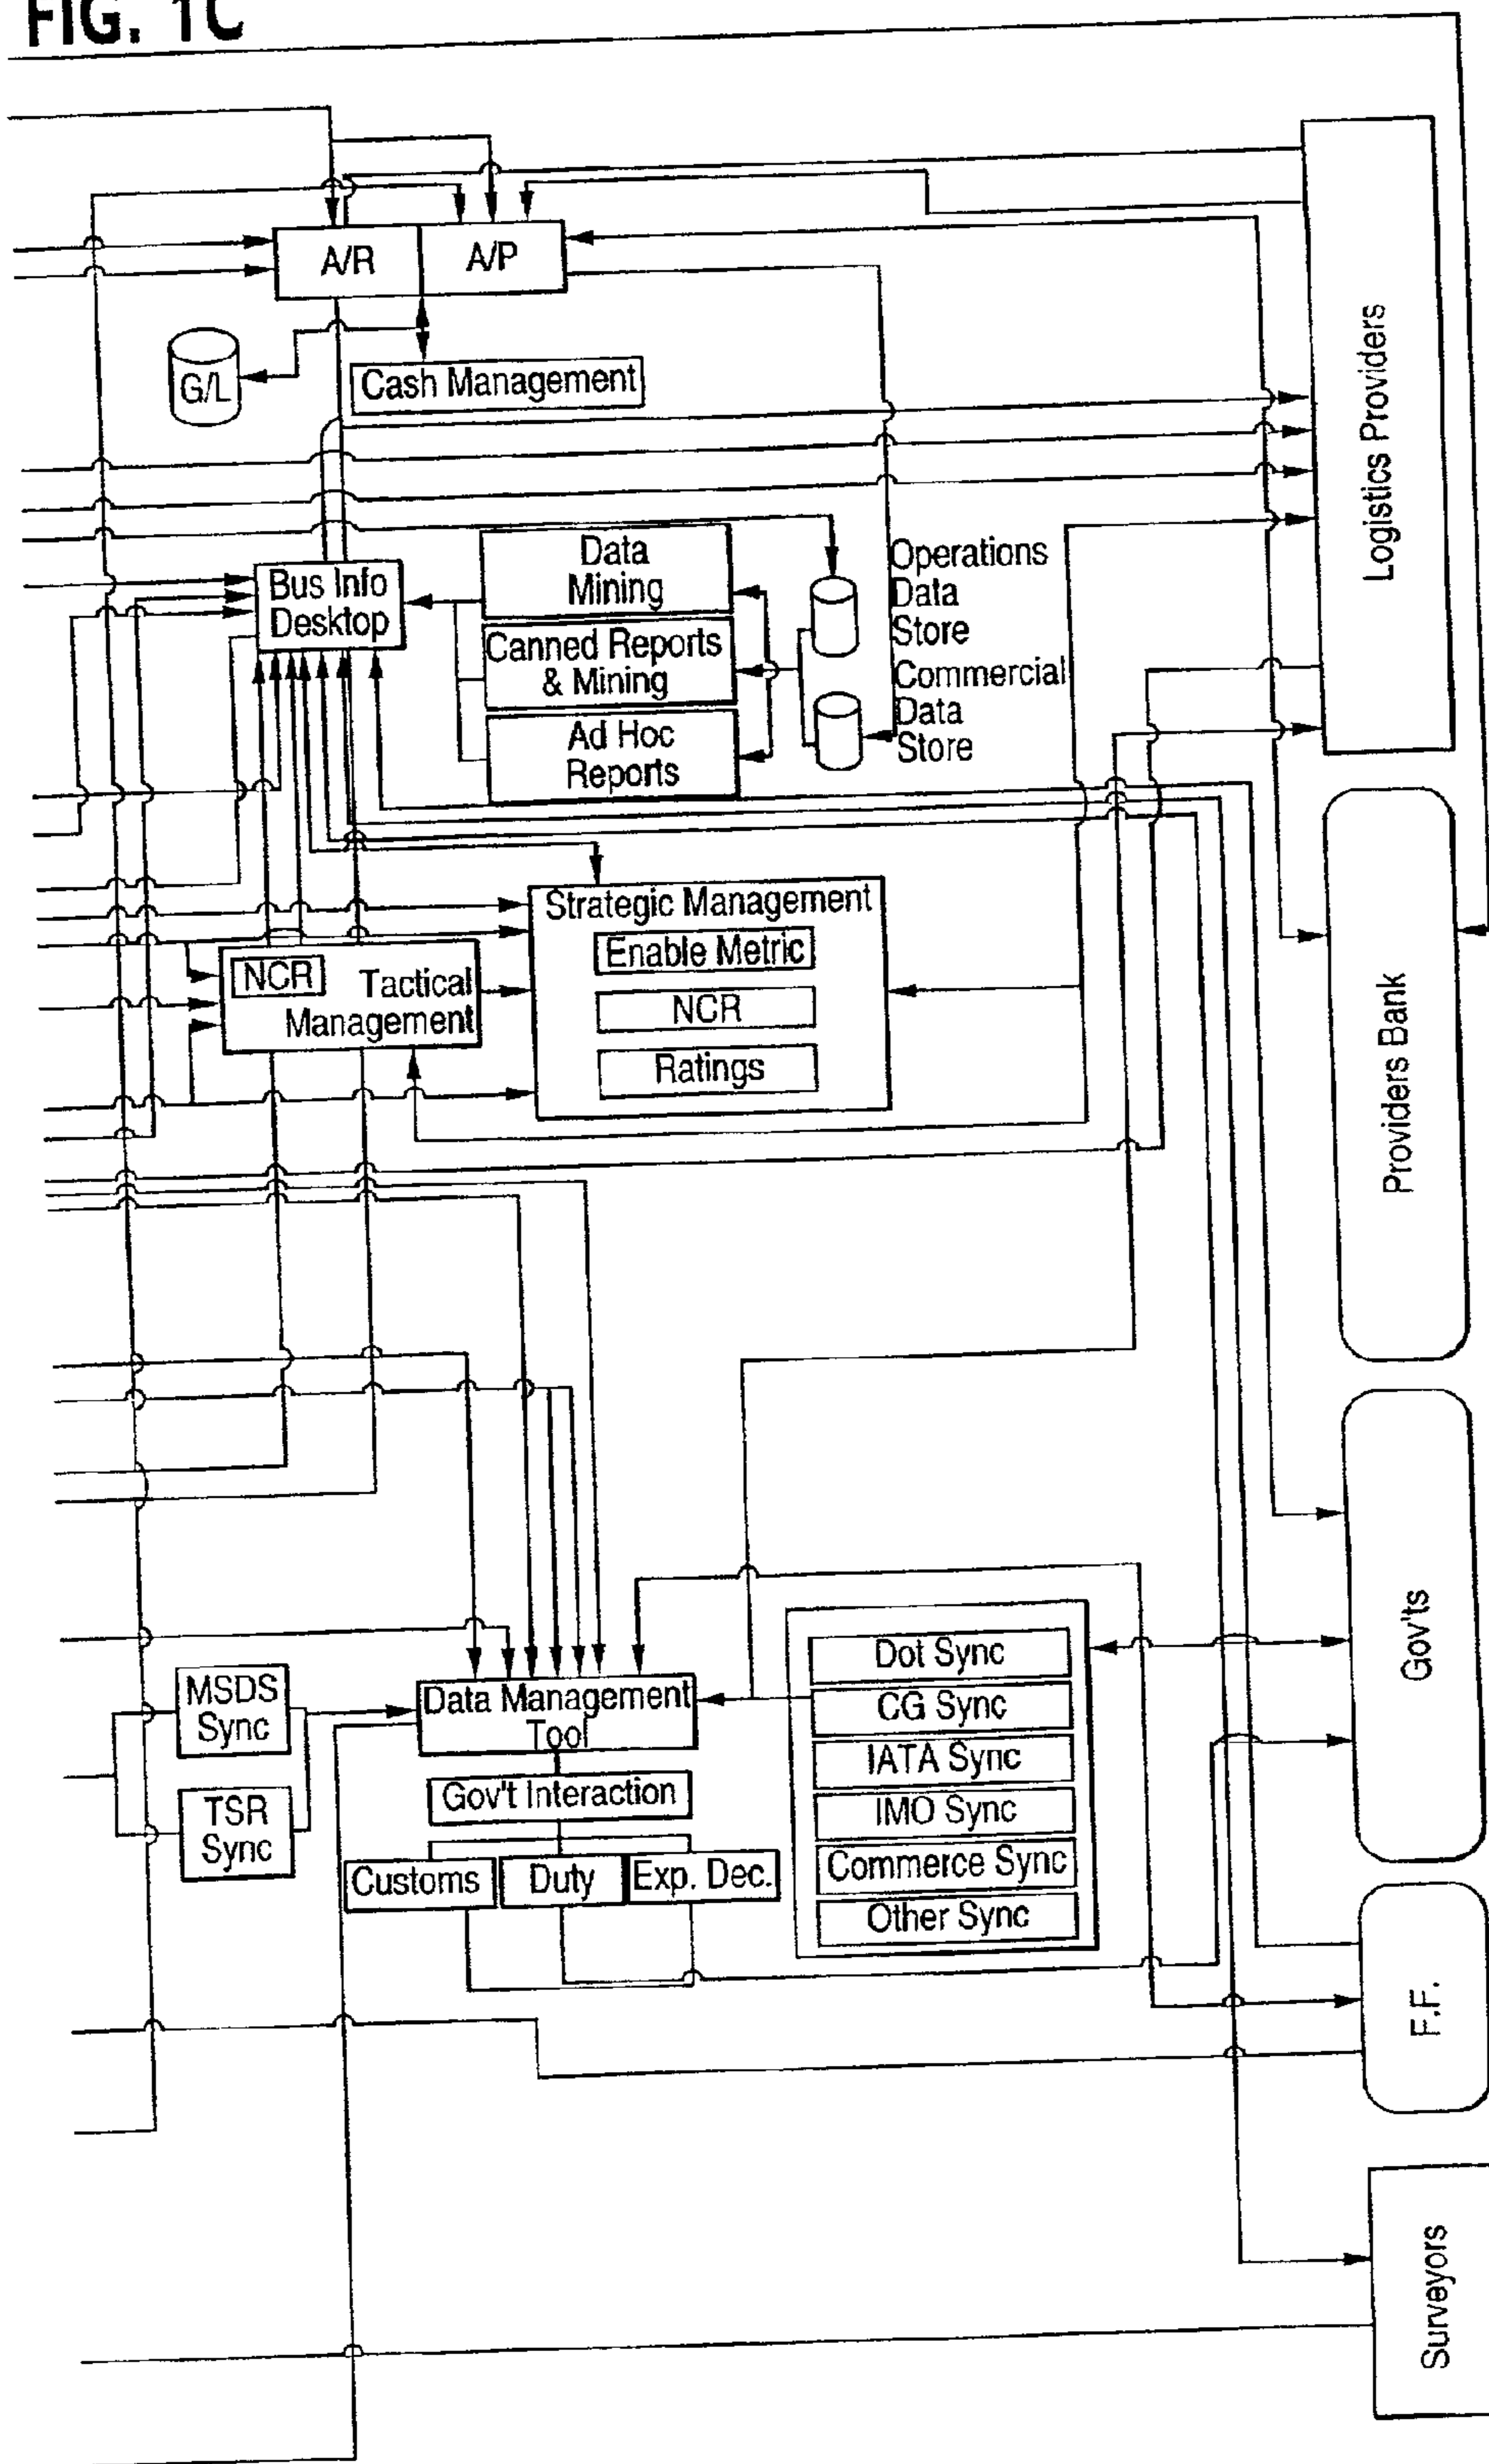 FIG. 1C
A/R
A/P
G/L
Cash Management
Logistics Providers
Bus Info
Desktop
Data
Mining
Canned Reports
& Mining
Ad Hoc
Reports
Operations
Data
Store
Commercial
Data
Store
Strategic Management
Enable Metric
NCR
Ratings
NCR
Tactical
Management
Providers Bank
Gov'ts
MSDS
Sync
TSR
Sync
Data Management
Tool
Gov't Interaction
Customs
Duty
Exp. Dec.
Dot Sync
CG Sync
IATA Sync
IMO Sync
Commerce Sync
Other Sync
F.F.
Surveyors